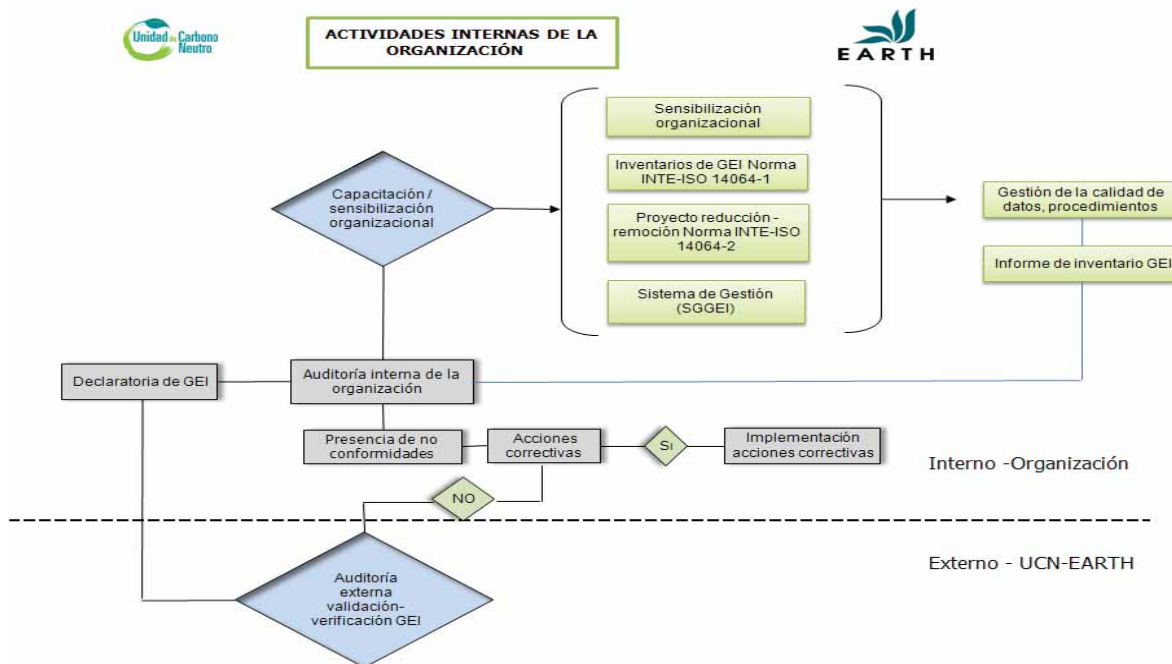 Unidad de Carbono
Neutro
ACTIVIDADES INTERNAS DE LA
ORGANIZACIÓN
EARTH
Sensibilización
organizacional
Inventarios de GEI Norma
INTE-ISO 14064-1
Proyecto reducción -
remoción Norma INTE-ISO
14064-2
Sistema de Gestión
(SGGEI)
Capacitación /
sensibilización
organizacional
Gestión de la calidad de
datos, procedimientos
Informe de inventario GEI
Declaratoria de GEI
Auditoría interna de la
organización
Presencia de no
conformidades
Acciones
correctivas
SI
Implementación
acciones correctivas
Interno -Organización
NO
Externo - UCN-EARTH
Auditoría
externa
validación-
verificación GEI